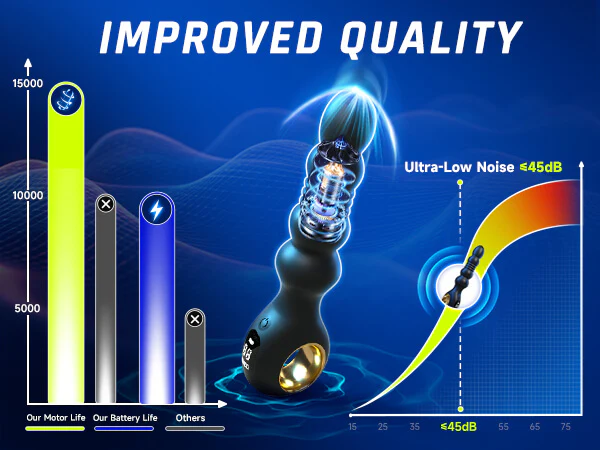 IMPROVED QUALITY
15000
10000
5000
Our Motor Life
Our Battery Life
Others
Ultra-Low Noise ≤45dB
15 25 35 ≤45dB 55 65 75